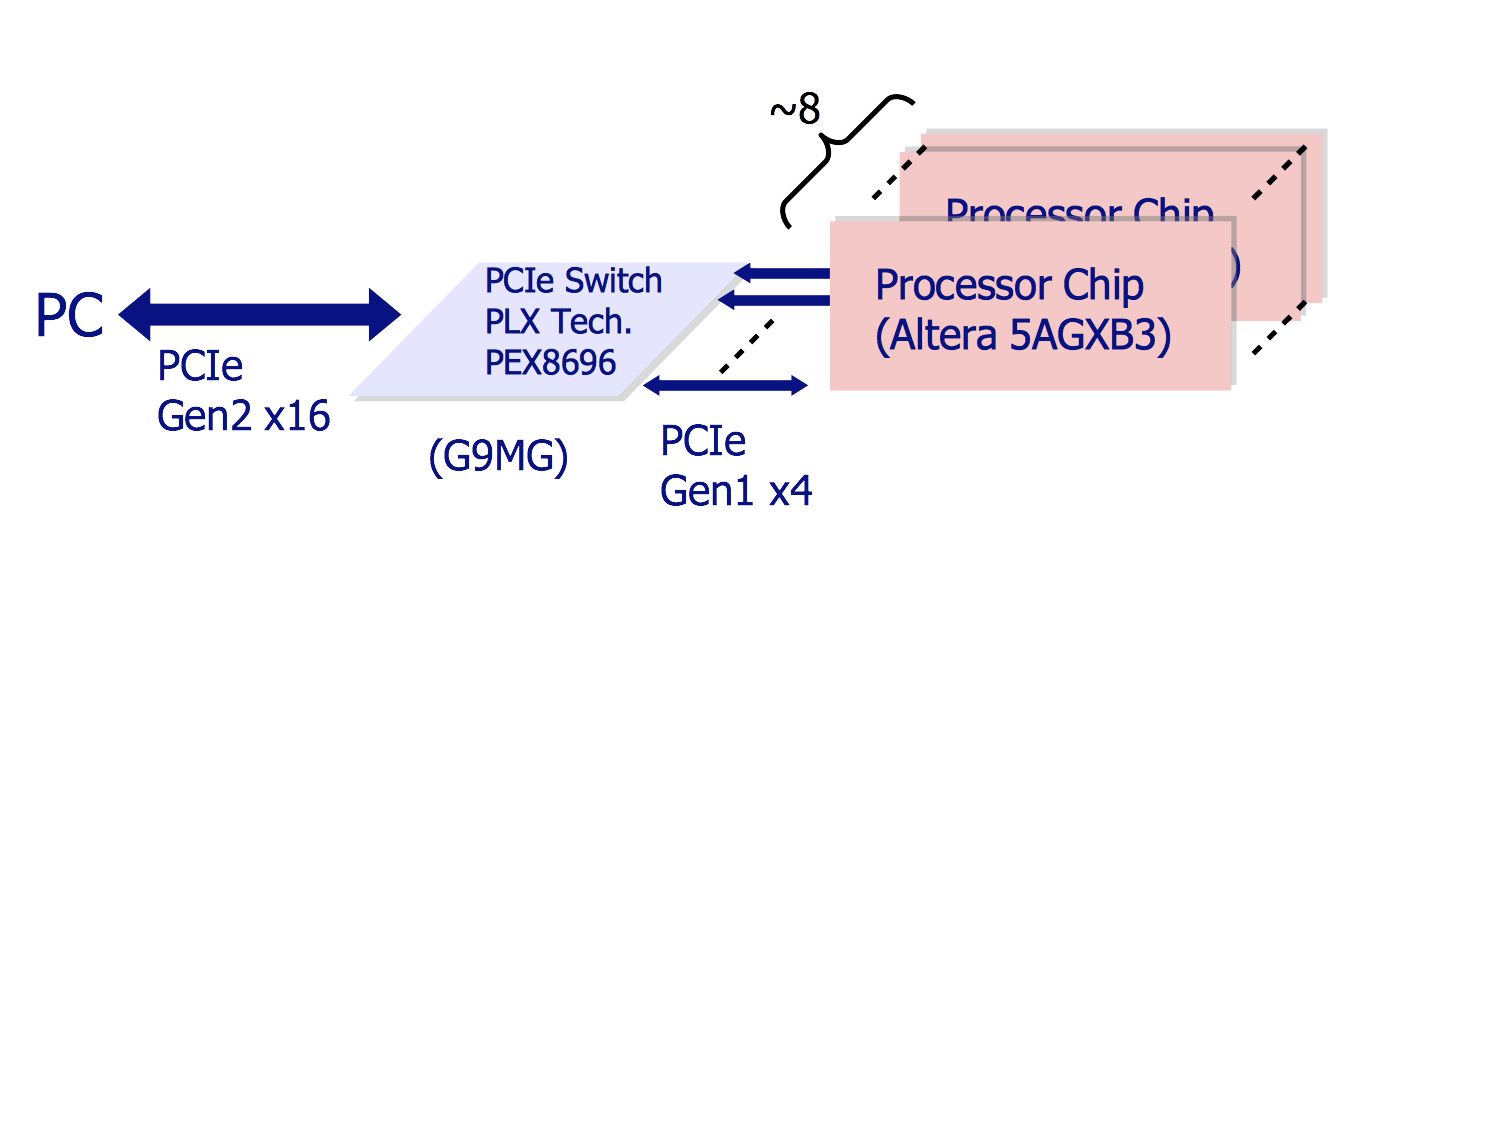 ~8
Processor Chip
)
Processor Chip
(Altera 5AGXB3)
PCIe Switch
PLX Tech.
PEX8696
PC
PCIe
Gen2 x16
(G9MG)
PCIe
Gen1 x4